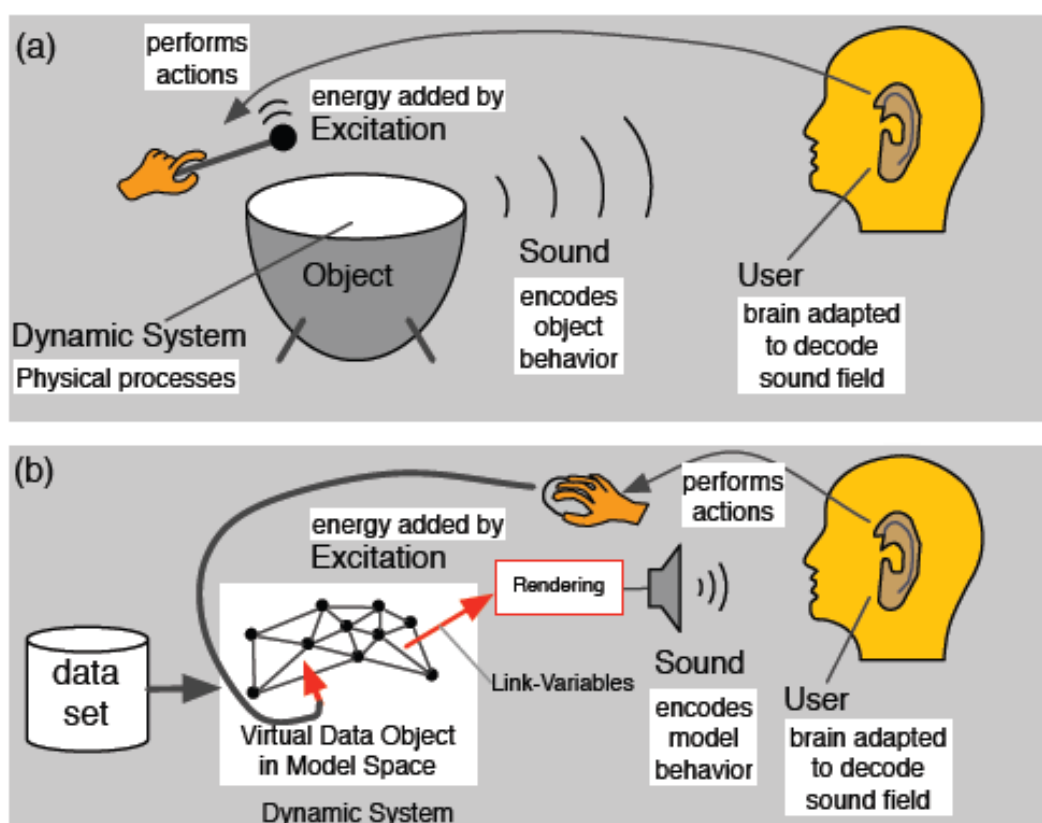 (a)
performs
actions
energy added by
Excitation
Object
Sound
encodes
object
behavior
User
brain adapted
to decode
sound field
Dynamic System
Physical processes
(b)
performs
actions
energy added by
Excitation
Rendering
data
set
Link-Variables
Virtual Data Object
in Model Space
Dynamic System
Sound
encodes
model
behavior
User
brain adapted
to decode
sound field